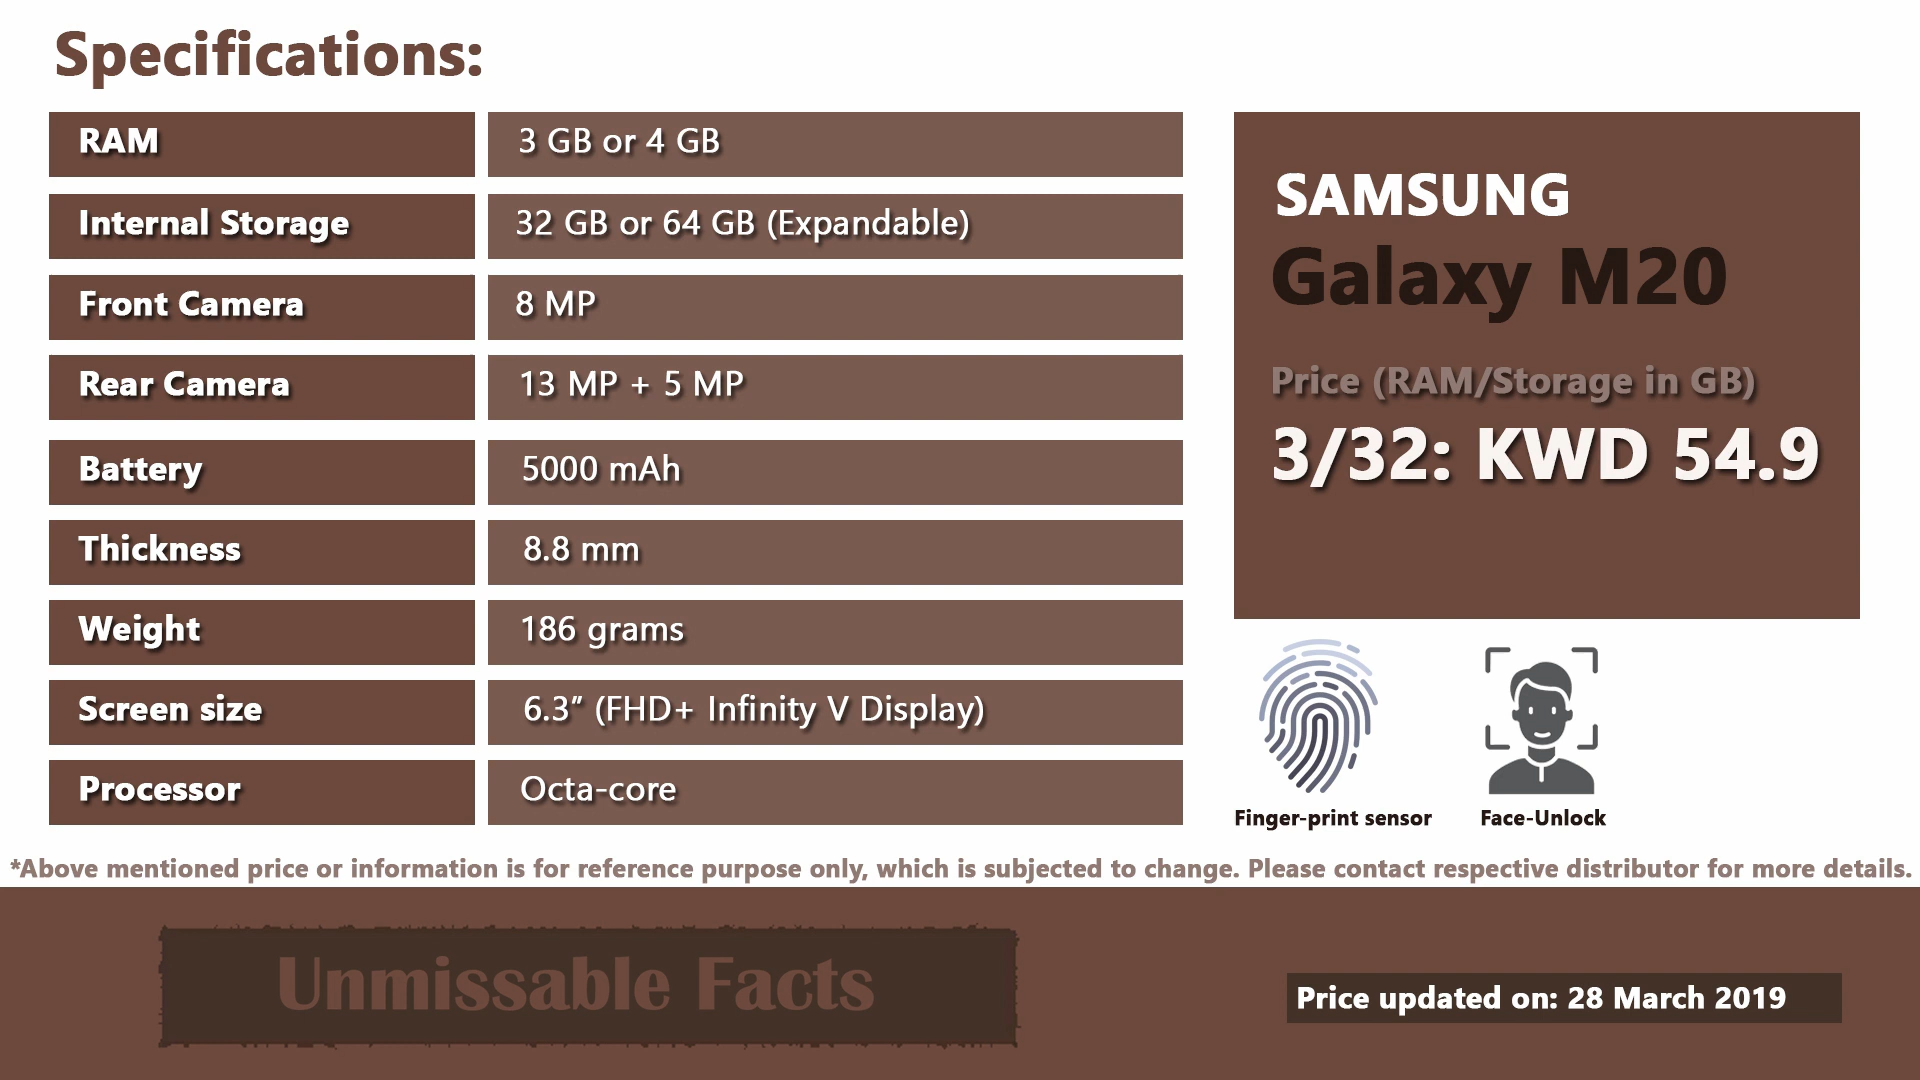 Specifications:
RAM 3 GB or 4 GB
Internal Storage 32 GB or 64 GB (Expandable)
Front Camera 8 MP
Rear Camera 13 MP + 5 MP
Battery 5000 mAh
Thickness 8.8 mm
Weight 186 grams
Screen size 6.3” (FHD+ Infinity V Display)
Processor Octa-core
SAMSUNG
Galaxy M20
Price (RAM/Storage in GB)
3/32: KWD 54.9
Finger-print sensor Face-Unlock
*Above mentioned price or information is for reference purpose only, which is subjected to change. Please contact respective distributor for more details.
Unmissable Facts
Price updated on: 28 March 2019